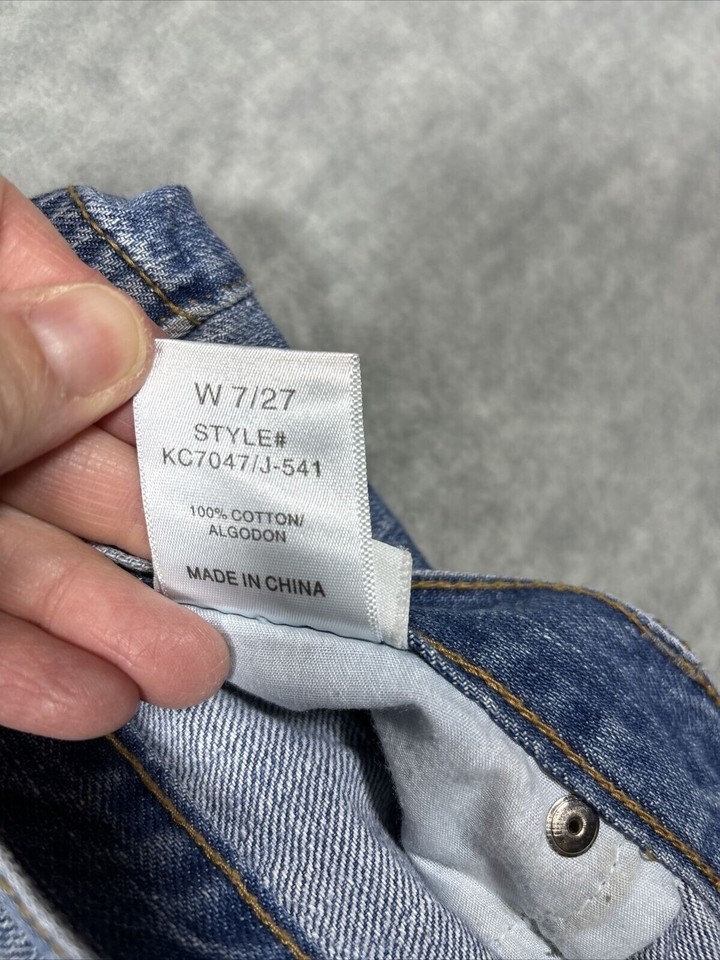 W 7/27
STYLE#
KC7047/J-541
100% COTTON/
ALGODON
MADE IN CHINA